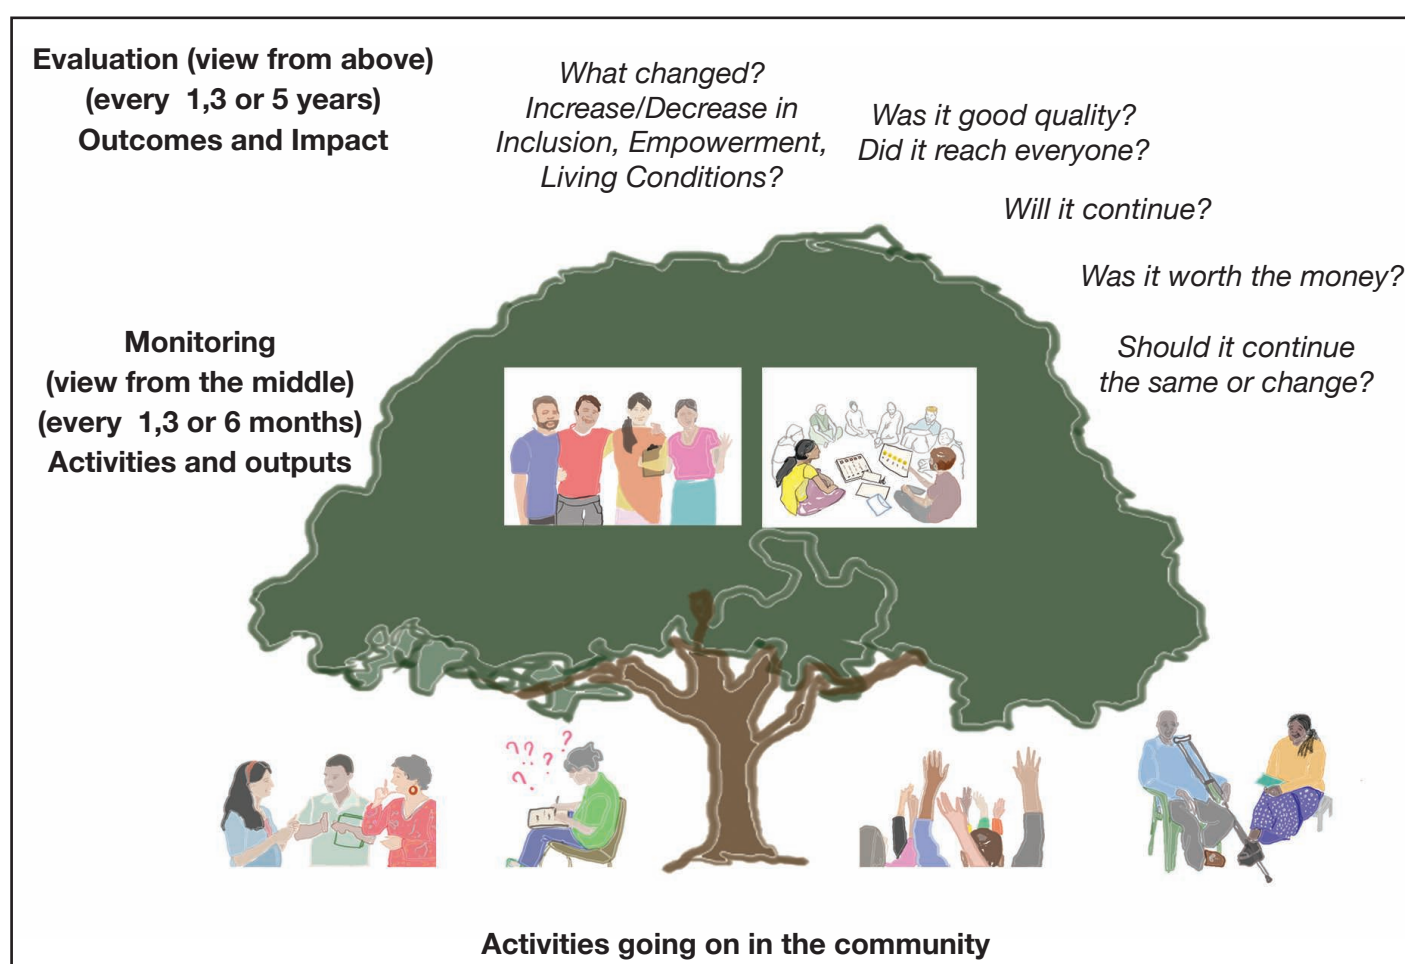 Evaluation (view from above)
(every 1,3 or 5 years)
Outcomes and Impact
What changed?
Increase/Decrease in
Inclusion, Empowerment,
Living Conditions?
Was it good quality?
Did it reach everyone?
Will it continue?
Was it worth the money?
Should it continue
the same or change?
Monitoring
(view from the middle)
(every 1,3 or 6 months)
Activities and outputs
? ? ? ? ?
Activities going on in the community